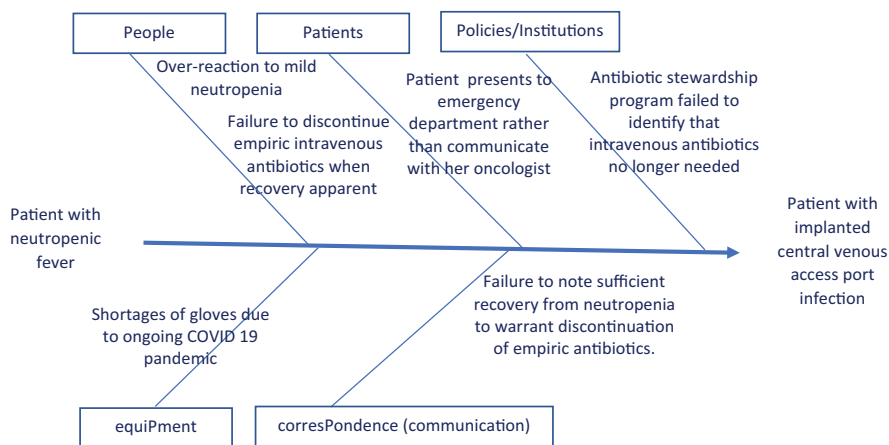 People
Patients
Policies/Institutions
Over-reaction to mild
neutropenia
Failure to discontinue
empiric intravenous
antibiotics when
recovery apparent
Patient  presents to
emergency
department rather
than communicate
with her oncologist
Antibiotic stewardship
program failed to
identify that
intravenous antibiotics
no longer needed
Patient with
neutropenic
fever
Patient with
implanted
central venous
access port
infection
Shortages of gloves due
to ongoing COVID 19
pandemic
Failure to note sufficient
recovery from neutropenia
to warrant discontinuation
of empiric antibiotics.
equiPment
corresPondence (communication)